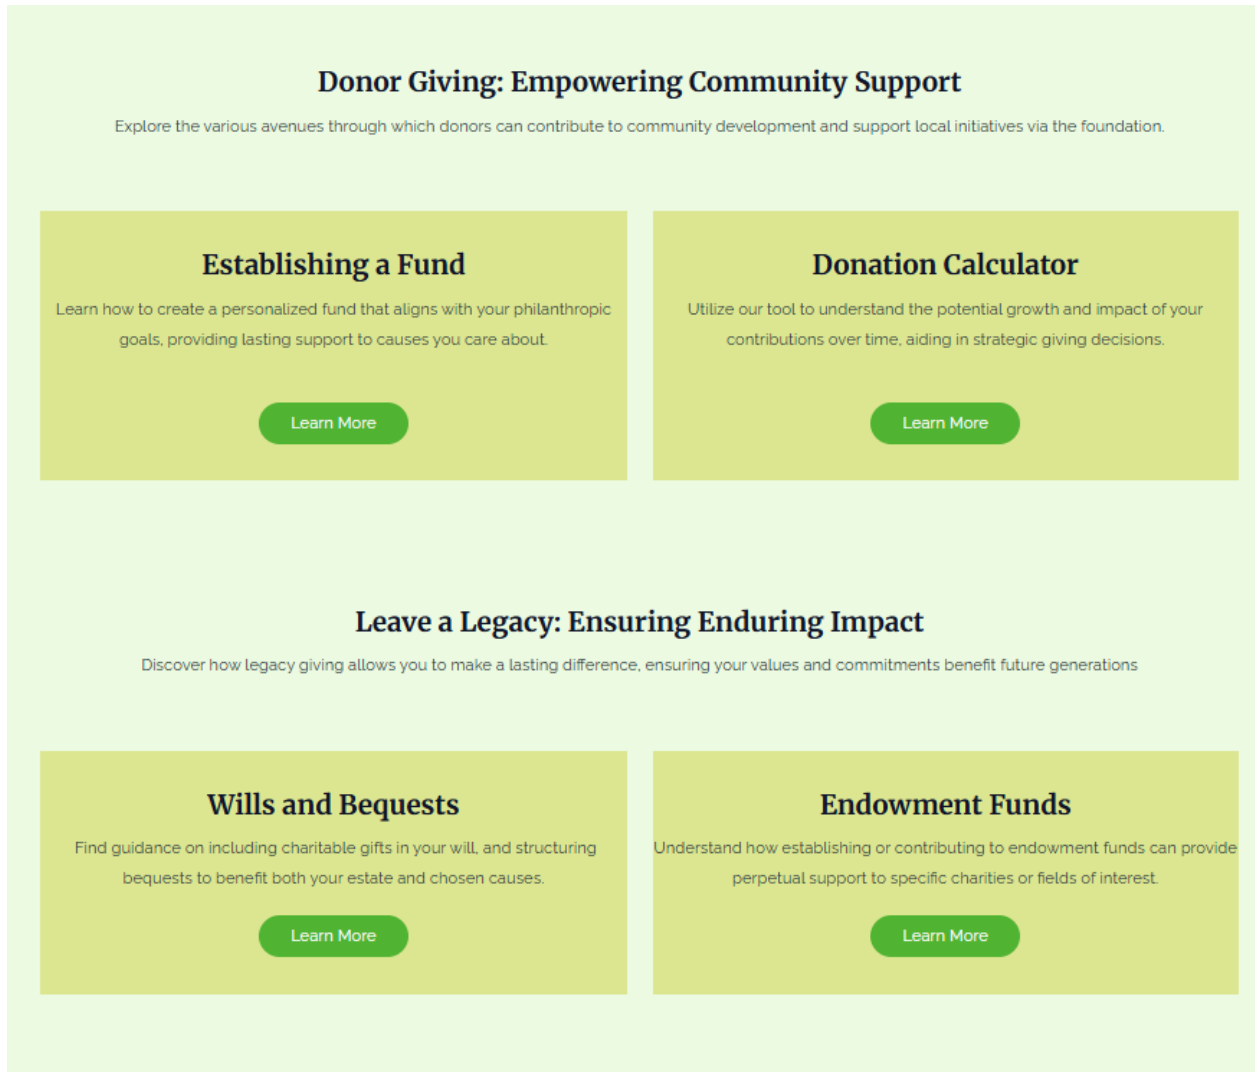 Donor Giving: Empowering Community Support
Explore the various avenues through which donors can contribute to community development and support local initiatives via the foundation.
Establishing a Fund
Learn how to create a personalized fund that aligns with your philanthropic
goals, providing lasting support to causes you care about.
Learn More
Donation Calculator
Utilize our tool to understand the potential growth and impact of your
contributions over time, aiding in strategic giving decisions.
Learn More
Leave a Legacy: Ensuring Enduring Impact
Discover how legacy giving allows you to make a lasting difference, ensuring your values and commitments benefit future generations
Wills and Bequests
Find guidance on including charitable gifts in your will, and structuring
bequests to benefit both your estate and chosen causes.
Learn More
Endowment Funds
Understand how establishing or contributing to endowment funds can provide
perpetual support to specific charities or fields of interest.
Learn More